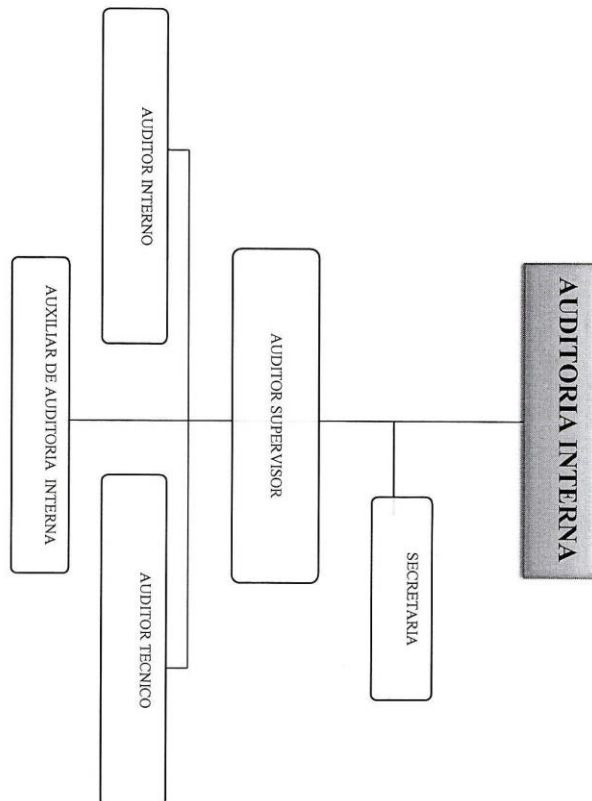 AUDITORIA INTERNA
SECRETARIA
AUDITOR SUPERVISOR
AUDITOR INTERNO
AUDITOR TECNICO
AUXILIAR DE AUDITORIA INTERNA